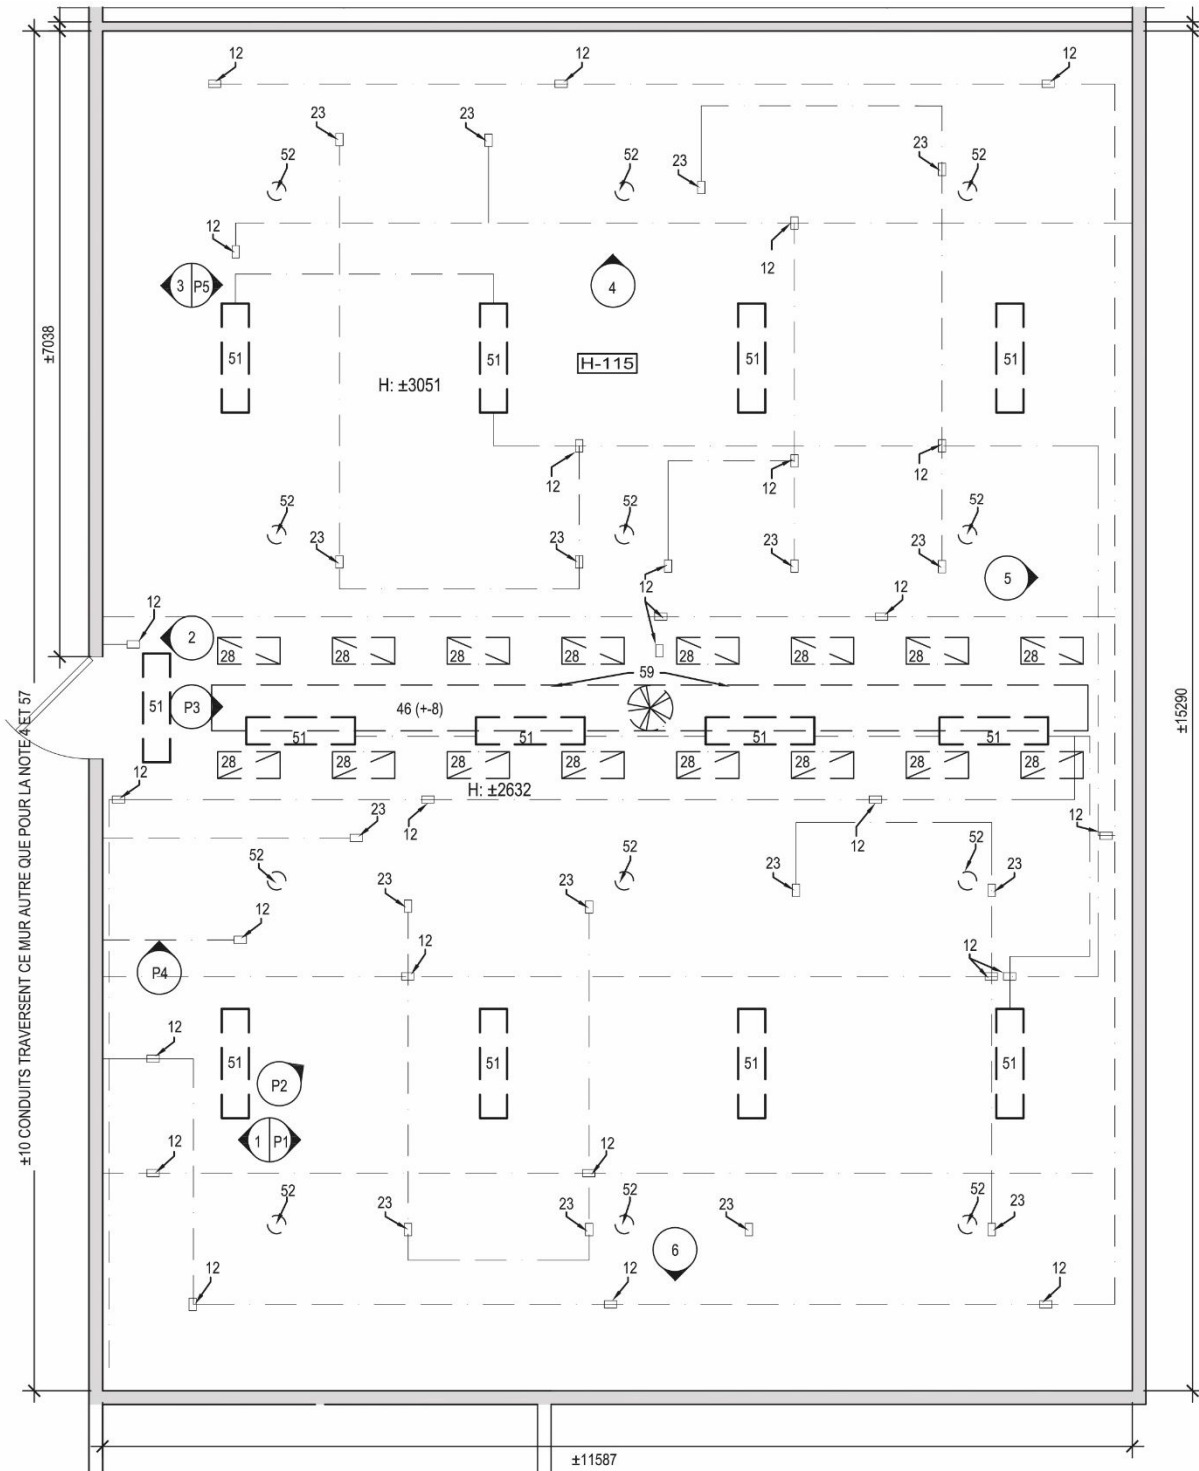 12 12 12
23 23 23 23
52 52 52
12 12
3 P5 4
51 51 H-115 51 51
H: ±3051
±7038
12 12 12
52 52 52
23 23 23 23
5
12 12 12
2
28 28 28 28 28 28 28 28
59
51 P3 46 (+-8)
51 51 51 51
28 28 28 28 28 28 28 28
H: ±2632
±15290
12 12 12 12
23
52 52 52
23 23 23 23
12 12 12
P4
±10 CONDUITS TRAVERSENT CE MUR AUTRE QUE POUR LA NOTE 4 ET 57
12
51 51 51 51
P2
1 P1
12 12
52 52 52
23 23 23 23
6
12 12 12
±11587